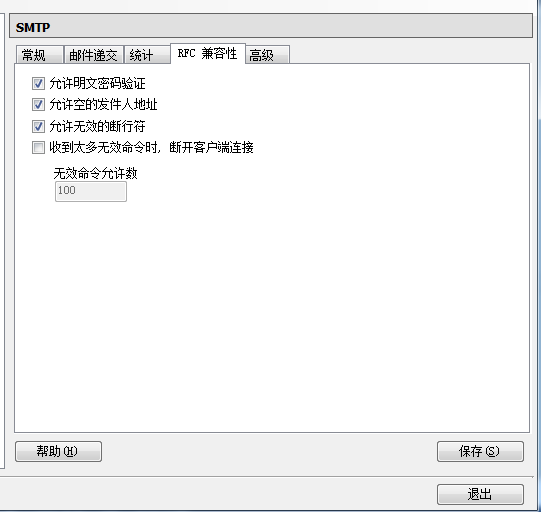 SMTP
常规 邮件递交 统计 RFC 兼容性 高级
允许明文密码验证
允许空的发件人地址
允许无效的断行符
收到太多无效命令时，断开客户端连接
无效命令允许数
100
帮助(H) 保存(S)
退出